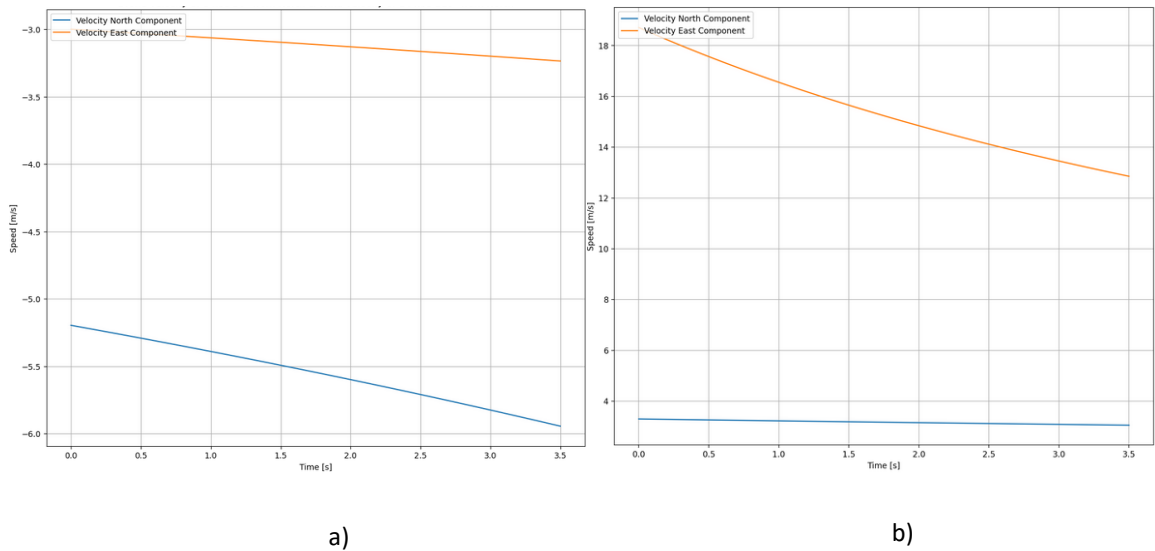 Velocity North Component
Velocity East Component
−3.0
−3.5
−4.0
−4.5
−5.0
−5.5
−6.0
Speed [m/s]
0.0 0.5 1.0 1.5 2.0 2.5 3.0 3.5
Time [s]
a)
Velocity North Component
Velocity East Component
18
16
14
12
10
8
6
4
Speed [m/s]
0.0 0.5 1.0 1.5 2.0 2.5 3.0 3.5
Time [s]
b)